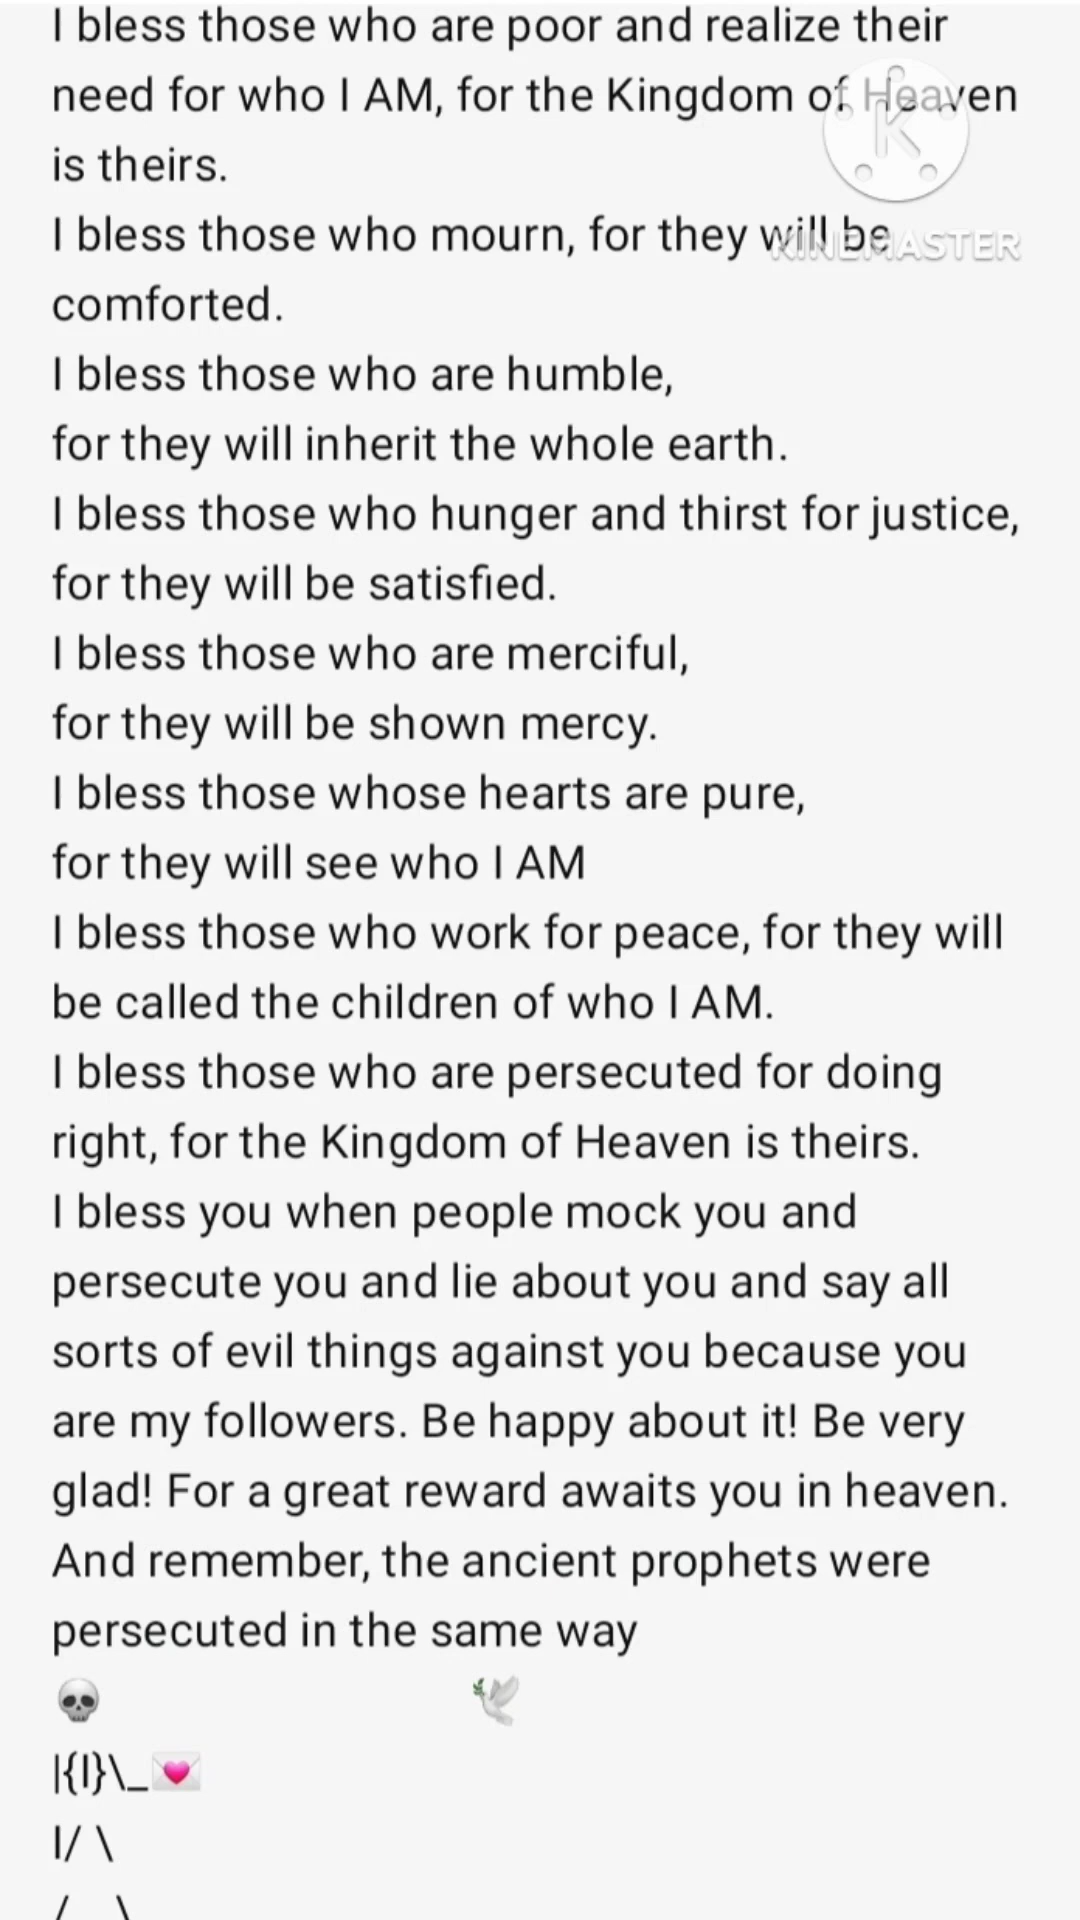 I bless those who are poor and realize their
need for who I AM, for the Kingdom of Heaven
is theirs.
I bless those who mourn, for they will be
comforted.
I bless those who are humble,
for they will inherit the whole earth.
I bless those who hunger and thirst for justice,
for they will be satisfied.
I bless those who are merciful,
for they will be shown mercy.
I bless those whose hearts are pure,
for they will see who I AM
I bless those who work for peace, for they will
be called the children of who I AM.
I bless those who are persecuted for doing
right, for the Kingdom of Heaven is theirs.
I bless you when people mock you and
persecute you and lie about you and say all
sorts of evil things against you because you
are my followers. Be happy about it! Be very
glad! For a great reward awaits you in heaven.
And remember, the ancient prophets were
persecuted in the same way
💀 🕊️
|{I}\_💌
I/ \
/ \
K
KINEMASTER